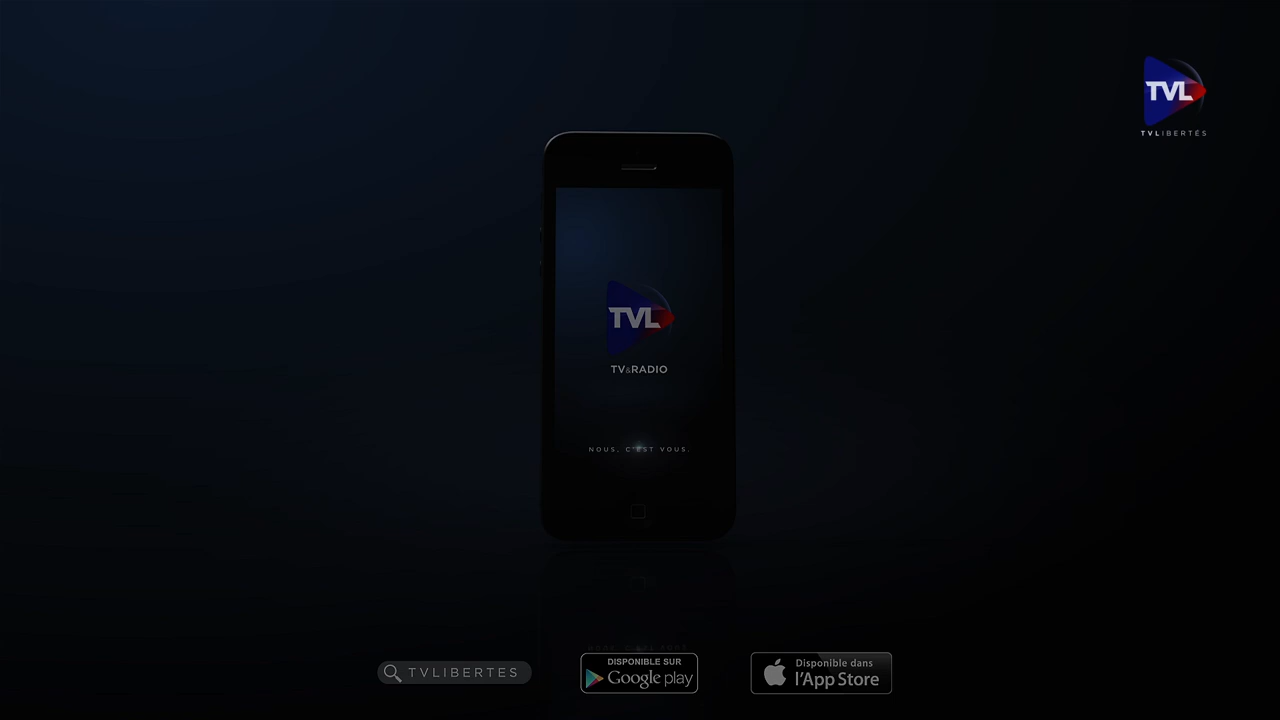 TVL
TVLIBERTÉS
TVL
TV&RADIO
NOUS, C'EST VOUS.
TVLIBERTES
DISPONIBLE SUR
Google play
Disponible dans
l'App Store